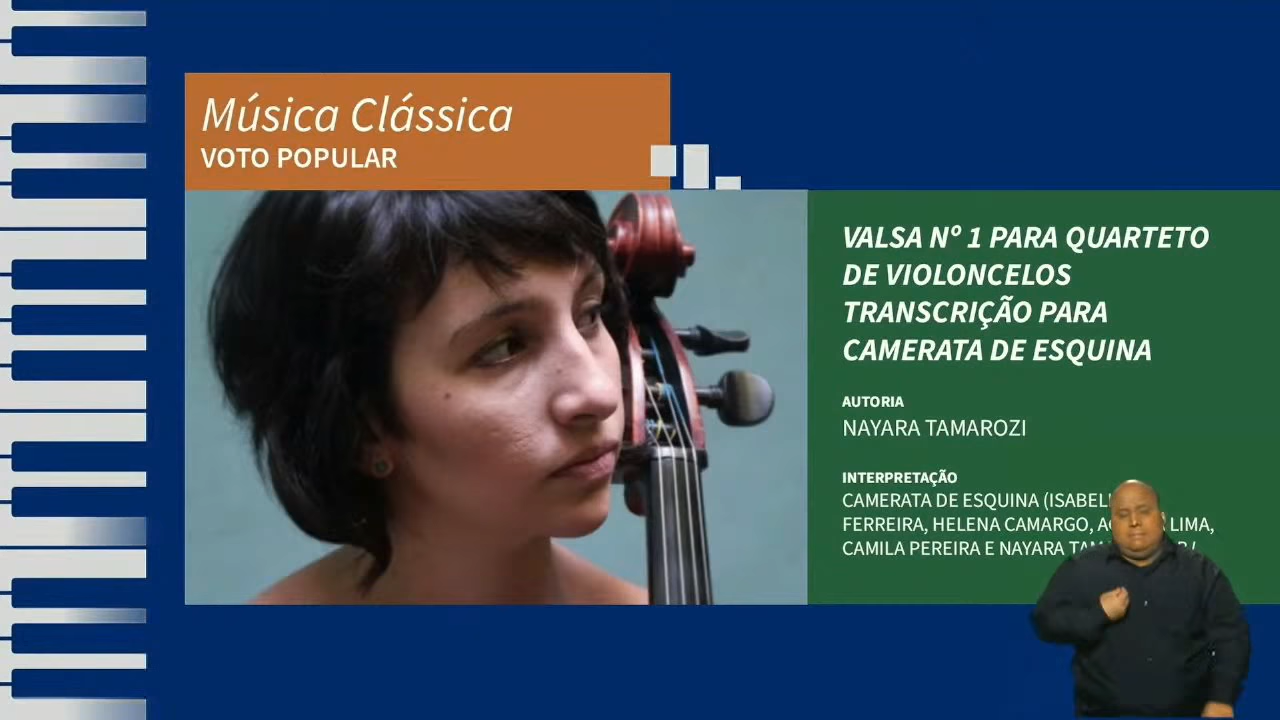 Música Clássica
VOTO POPULAR
VALSA Nº 1 PARA QUARTETO
DE VIOLONCELOS
TRANSCRIÇÃO PARA
CAMERATA DE ESQUINA
AUTORIA
NAYARA TAMAROZI
INTERPRETAÇÃO
CAMERATA DE ESQUINA
FERREIRA, HELENA CAMARGO, LIMA,
CAMILA PEREIRA E NAYARA